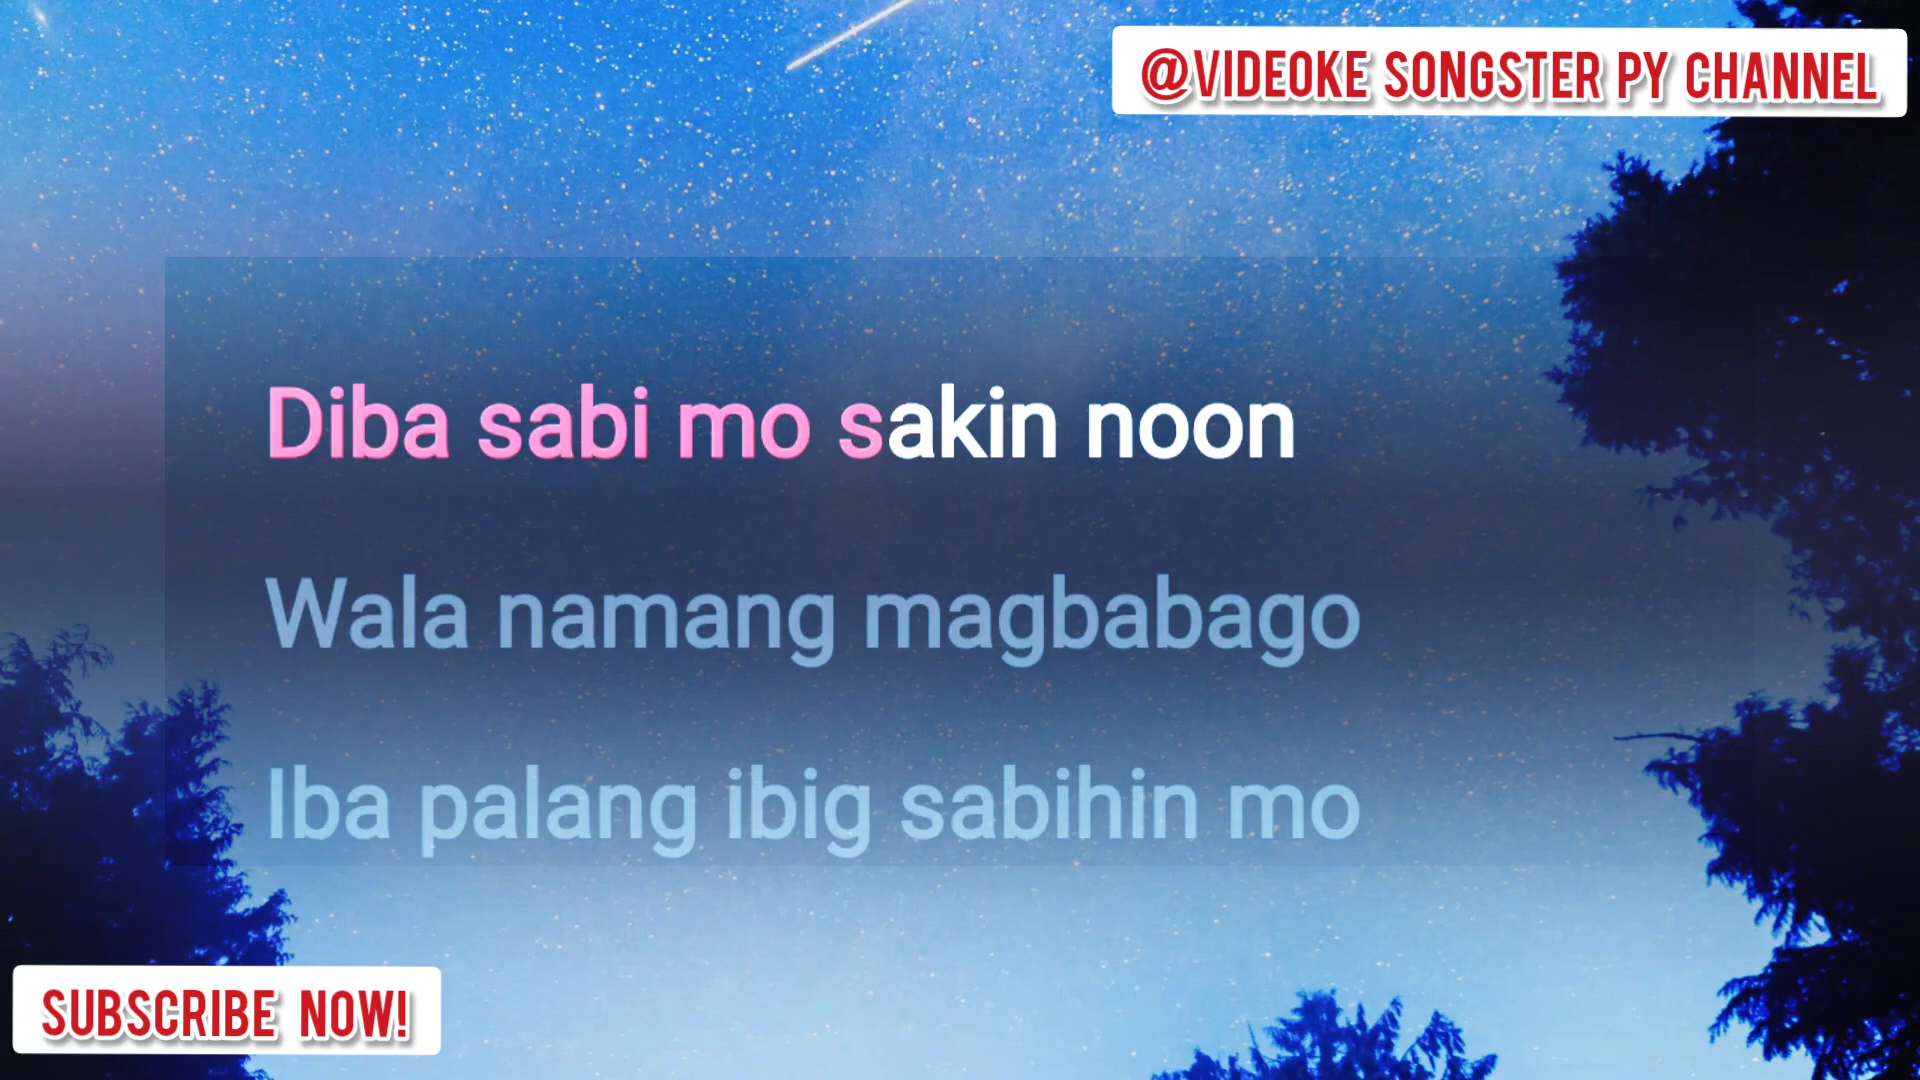 @VIDEOKE SONGSTER PY CHANNEL
Diba sabi mo sakin noon
Wala namang magbabago
Iba palang ibig sabihin mo
SUBSCRIBE NOW!